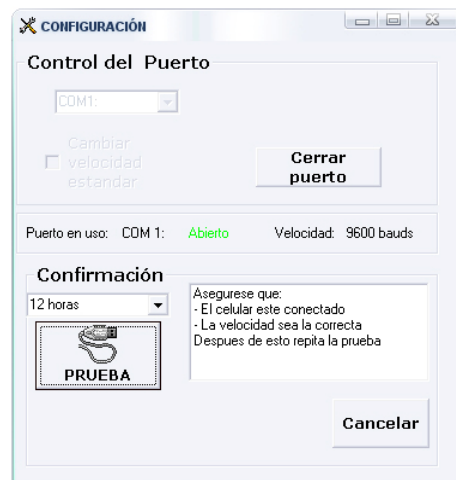 CONFIGURACIÓN
Control del Puerto
COM1:
Cambiar
velocidad
estandar
Cerrar
puerto
Puerto en uso: COM 1: Abierto Velocidad: 9600 bauds
Confirmación
12 horas
Asegurese que:
- El celular este conectado
- La velocidad sea la correcta
Despues de esto repita la prueba
PRUEBA
Cancelar